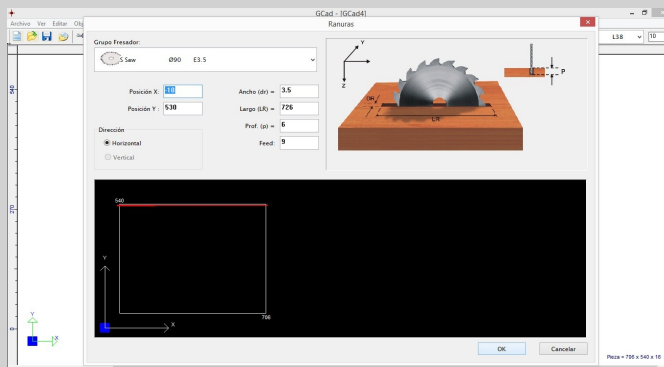 GCad - [GCad4]
Archivo Ver Editar Obj
Ranuras
L38
10
Grupo Fresador:
S Saw Ø90 E3.5
Posición X: -10
Posición Y : 530
Ancho (dr) = 3.5
Largo (LR) = 726
Prof. (p) = 6
Feed: 9
Dirección
Horizontal
Vertical
Y
X
Z
DR
LR
P
540
270
0
Y
X
540
706
Y
X
OK
Cancelar
Pieza = 706 x 540 x 16